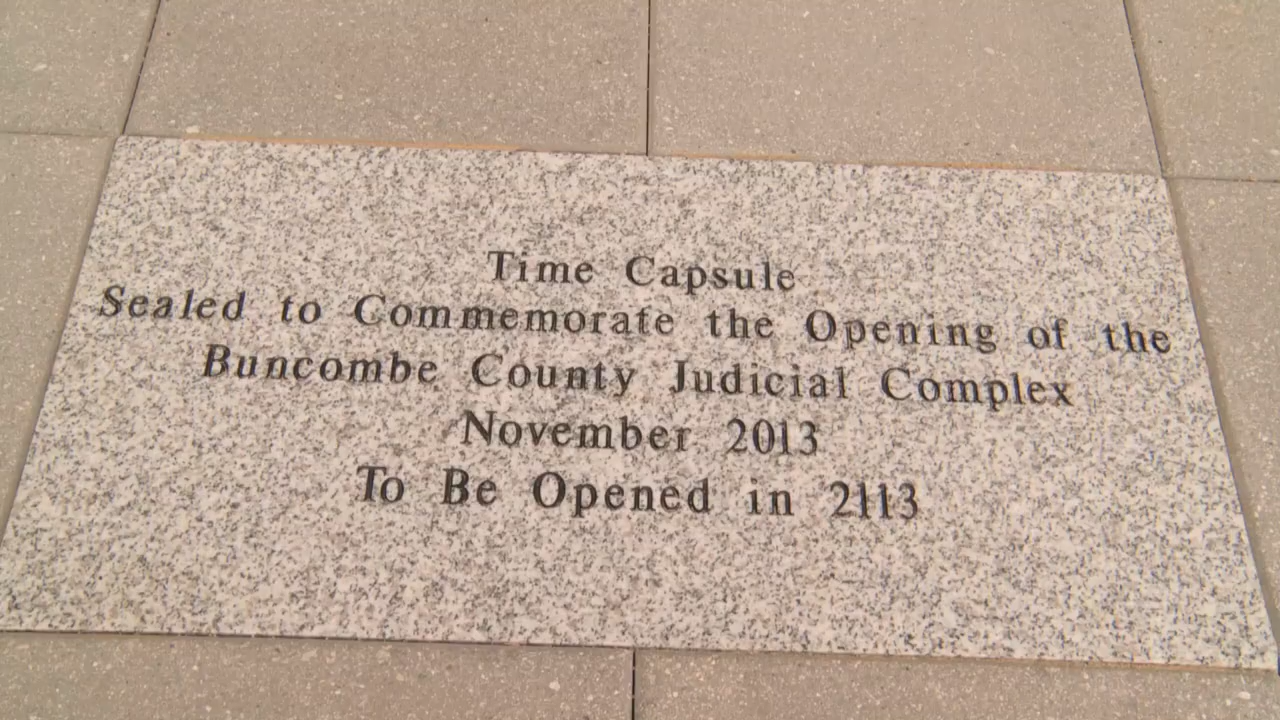 Time Capsule
Sealed to Commemorate the Opening of the
Buncombe County Judicial Complex
November 2013
To Be Opened in 2113